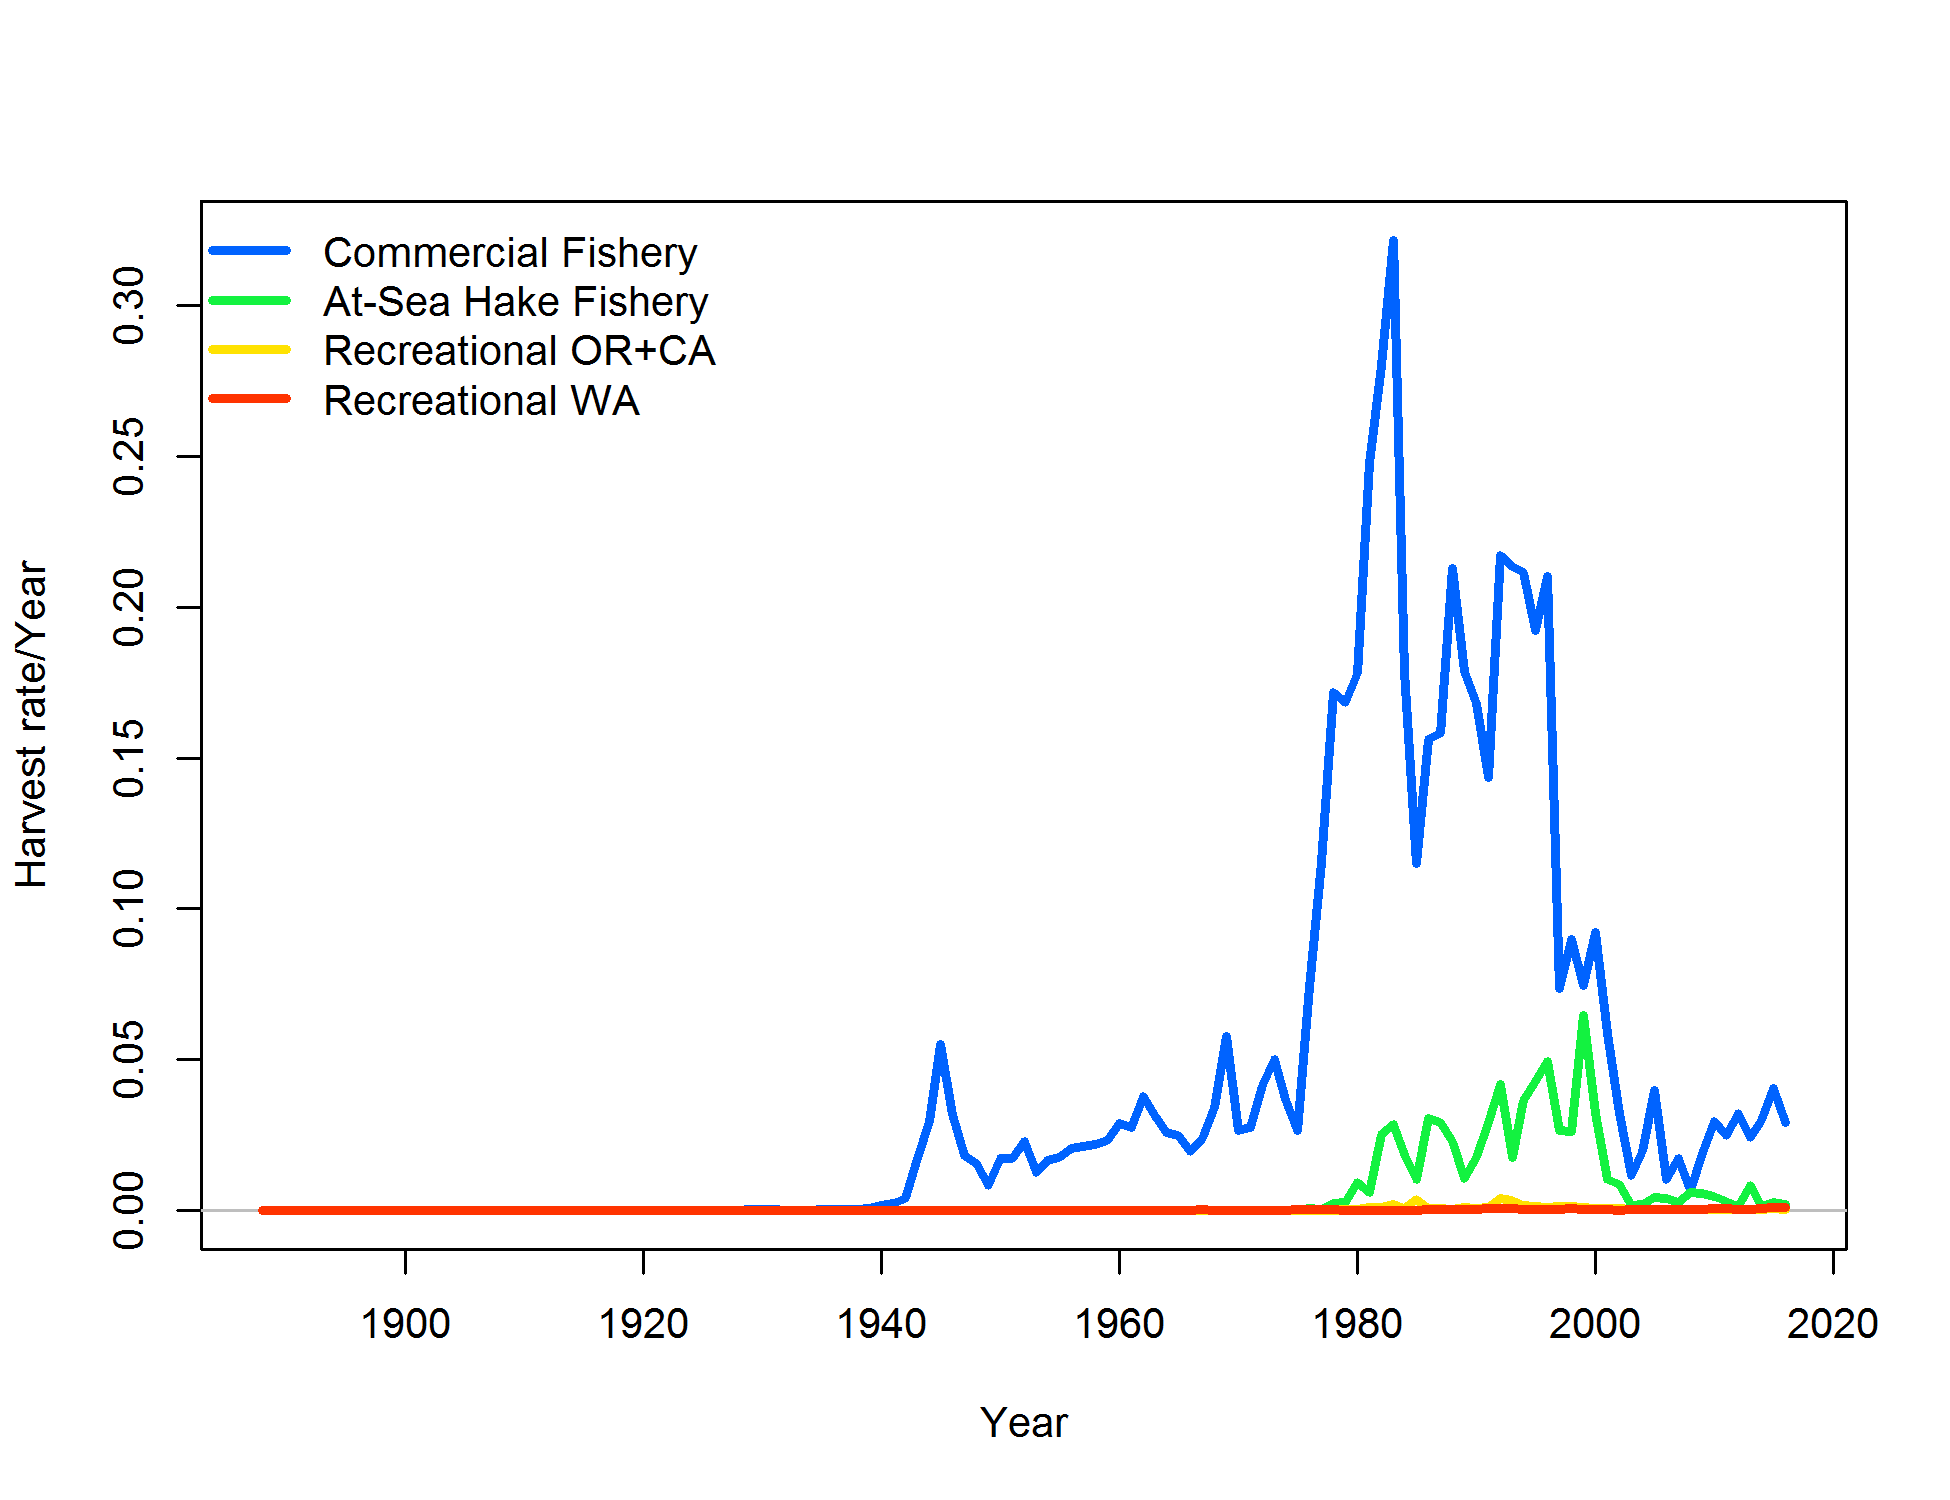 Commercial Fishery
At-Sea Hake Fishery
Recreational OR+CA
Recreational WA
0.30
0.25
0.20
0.15
0.10
0.05
0.00
Harvest rate/Year
1900 1920 1940 1960 1980 2000 2020
Year